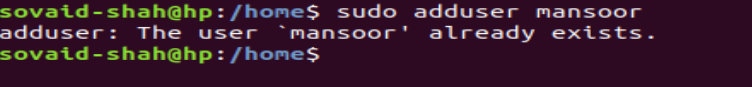 sovaid-shah@hp:/home$ sudo adduser mansoor
adduser: The user `mansoor' already exists.
sovaid-shah@hp:/home$